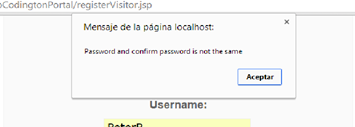 oCodingtonPortal/registerVisitor.jsp
Mensaje de la página localhost:
Password and confirm password is not the same
Aceptar
Username:
PeterP